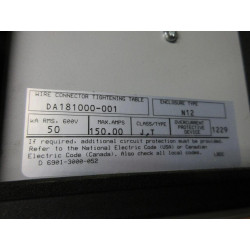 WIRE CONNECTOR TIGHTENING TABLE
DA181000-001
ENCLOSURE TYPE
N12
kA RMS. 600V
50
MAX.AMPS
150.00
CLASS/TYPE
J,T
OVERCURRENT PROTECTIVE DEVICE
1229
If required, additional circuit protection must be provided.
Refer to the National Electric Code (USA) or Canadian
Electric Code (Canada). Also check all local codes.
D 6901-3000-052